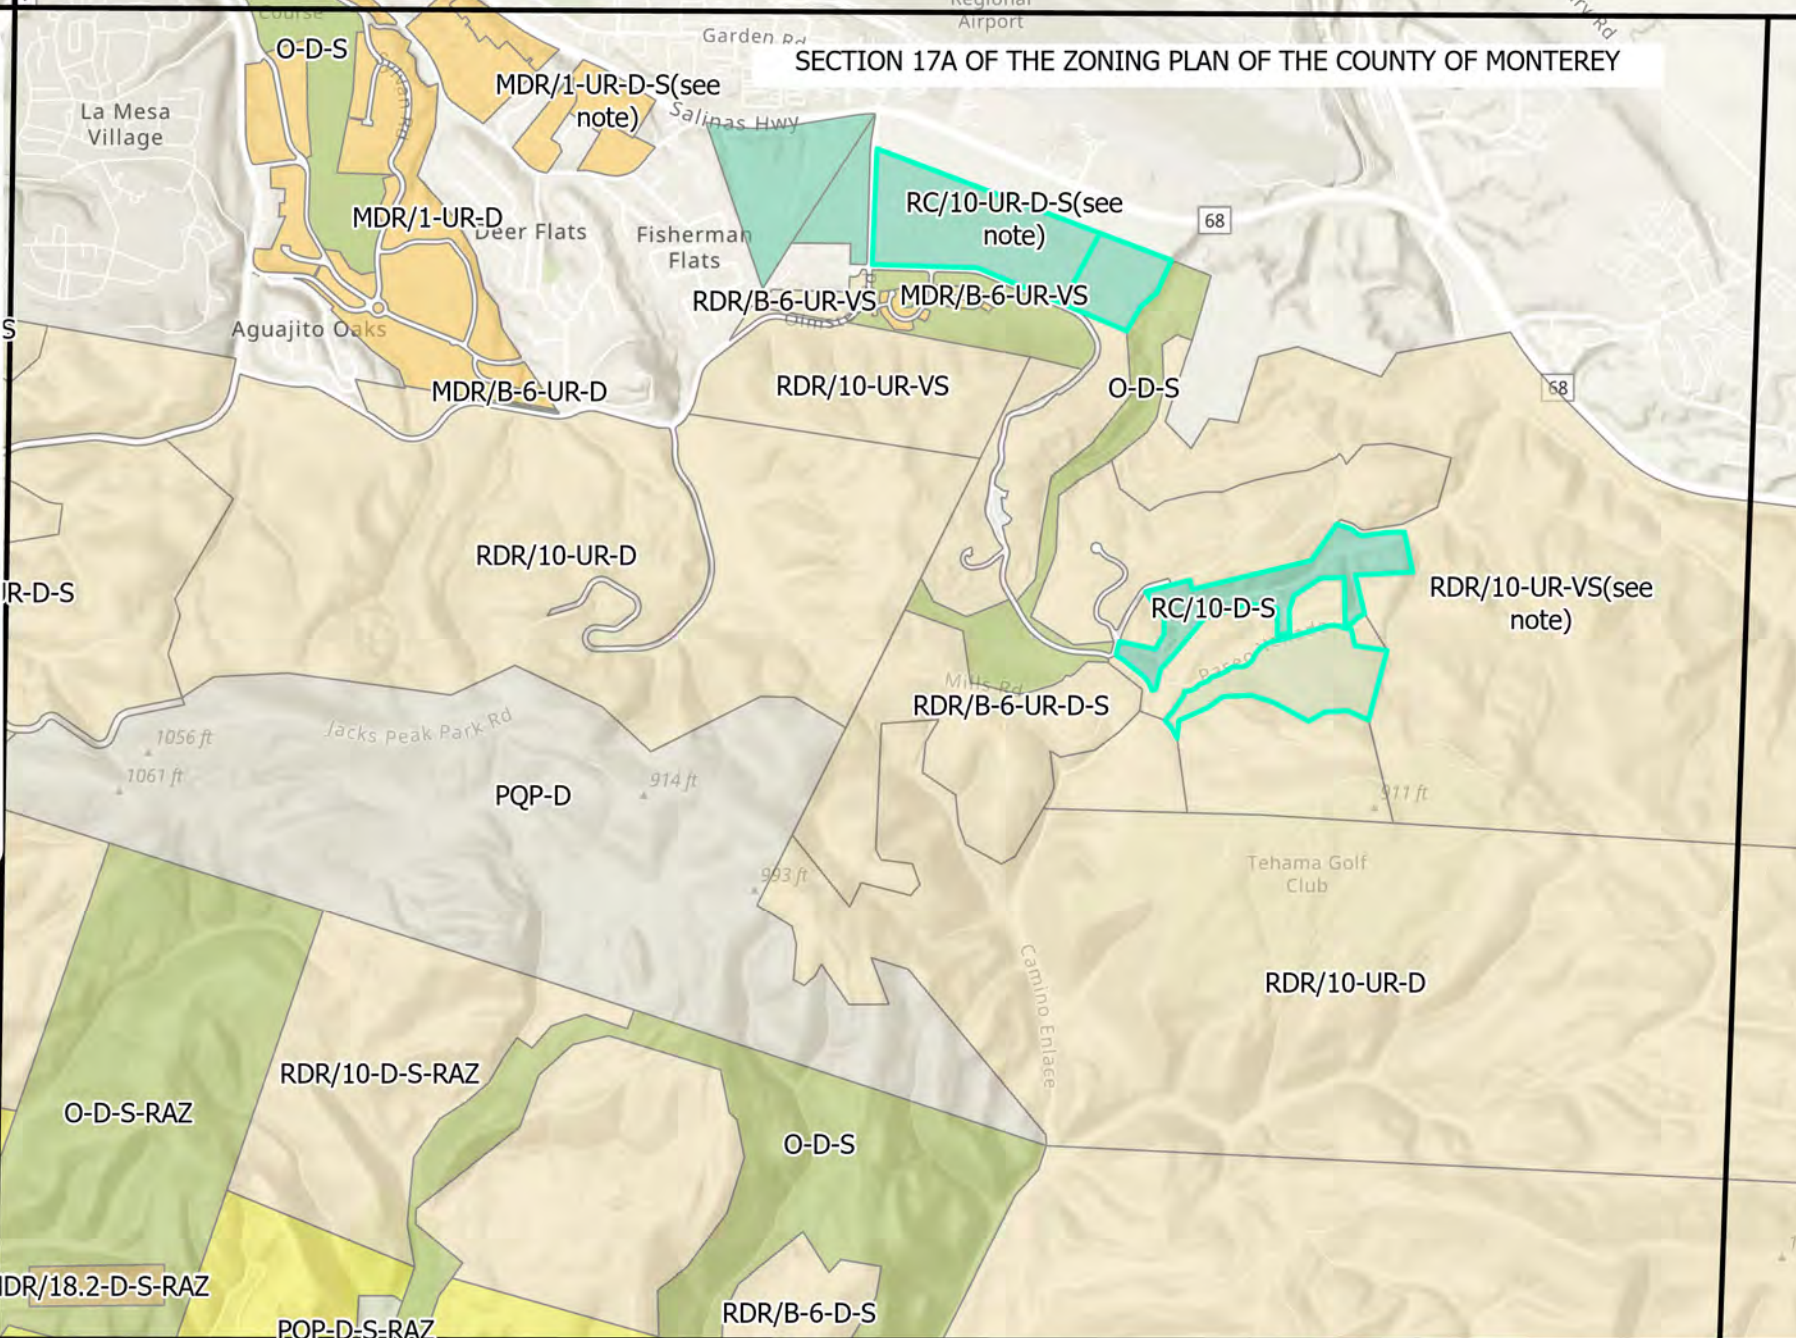 Course
Regional
Airport
Garden Rd
SECTION 17A OF THE ZONING PLAN OF THE COUNTY OF MONTEREY
O-D-S
MDR/1-UR-D-S(see
note)
La Mesa
Village
Salinas Hwy
RC/10-UR-D-S(see
note)
68
MDR/1-UR-D
Deer Flats
Fisherman
Flats
RDR/B-6-UR-VS
MDR/B-6-UR-VS
Aguajito Oaks
S
MDR/B-6-UR-D
RDR/10-UR-VS
O-D-S
68
RDR/10-UR-D
R-D-S
RC/10-D-S
RDR/10-UR-VS(see
note)
Mills Rd
RDR/B-6-UR-D-S
Jacks Peak Park Rd
1056 ft
1061 ft
914 ft
PQP-D
911 ft
993 ft
Tehama Golf
Club
Camino Enlace
RDR/10-UR-D
RDR/10-D-S-RAZ
O-D-S-RAZ
O-D-S
DR/18.2-D-S-RAZ
RDR/B-6-D-S
PQP-D-S-RAZ